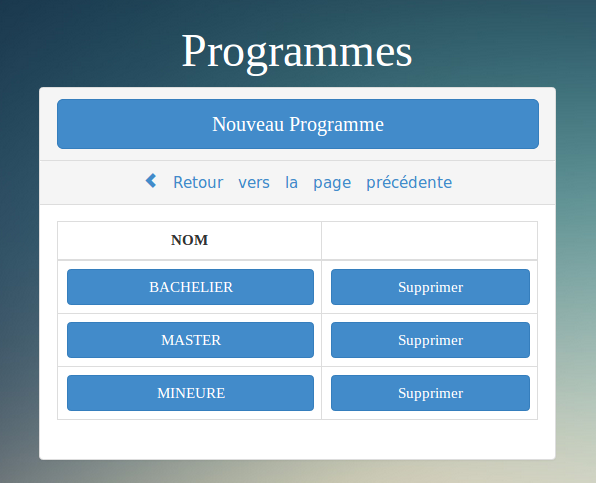 Programmes
Nouveau Programme
Retour vers la page précédente
NOM
BACHELIER Supprimer
MASTER Supprimer
MINEURE Supprimer